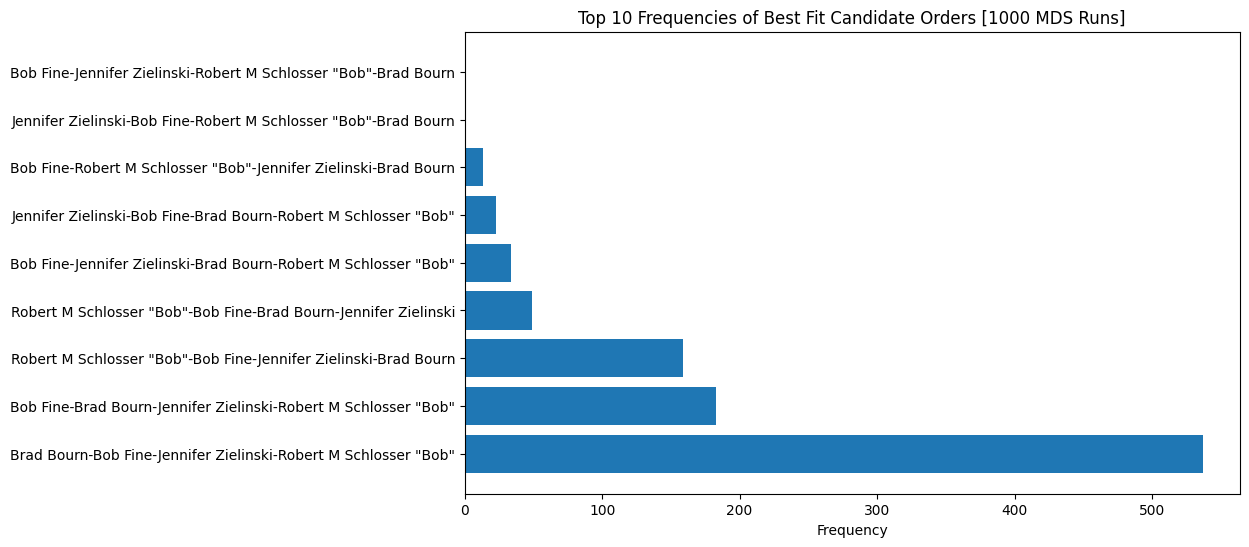 Top 10 Frequencies of Best Fit Candidate Orders [1000 MDS Runs]
Bob Fine-Jennifer Zielinski-Robert M Schlosser "Bob"-Brad Bourn
Jennifer Zielinski-Bob Fine-Robert M Schlosser "Bob"-Brad Bourn
Bob Fine-Robert M Schlosser "Bob"-Jennifer Zielinski-Brad Bourn
Jennifer Zielinski-Bob Fine-Brad Bourn-Robert M Schlosser "Bob"
Bob Fine-Jennifer Zielinski-Brad Bourn-Robert M Schlosser "Bob"
Robert M Schlosser "Bob"-Bob Fine-Brad Bourn-Jennifer Zielinski
Robert M Schlosser "Bob"-Bob Fine-Jennifer Zielinski-Brad Bourn
Bob Fine-Brad Bourn-Jennifer Zielinski-Robert M Schlosser "Bob"
Brad Bourn-Bob Fine-Jennifer Zielinski-Robert M Schlosser "Bob"
0 100 200 300 400 500
Frequency